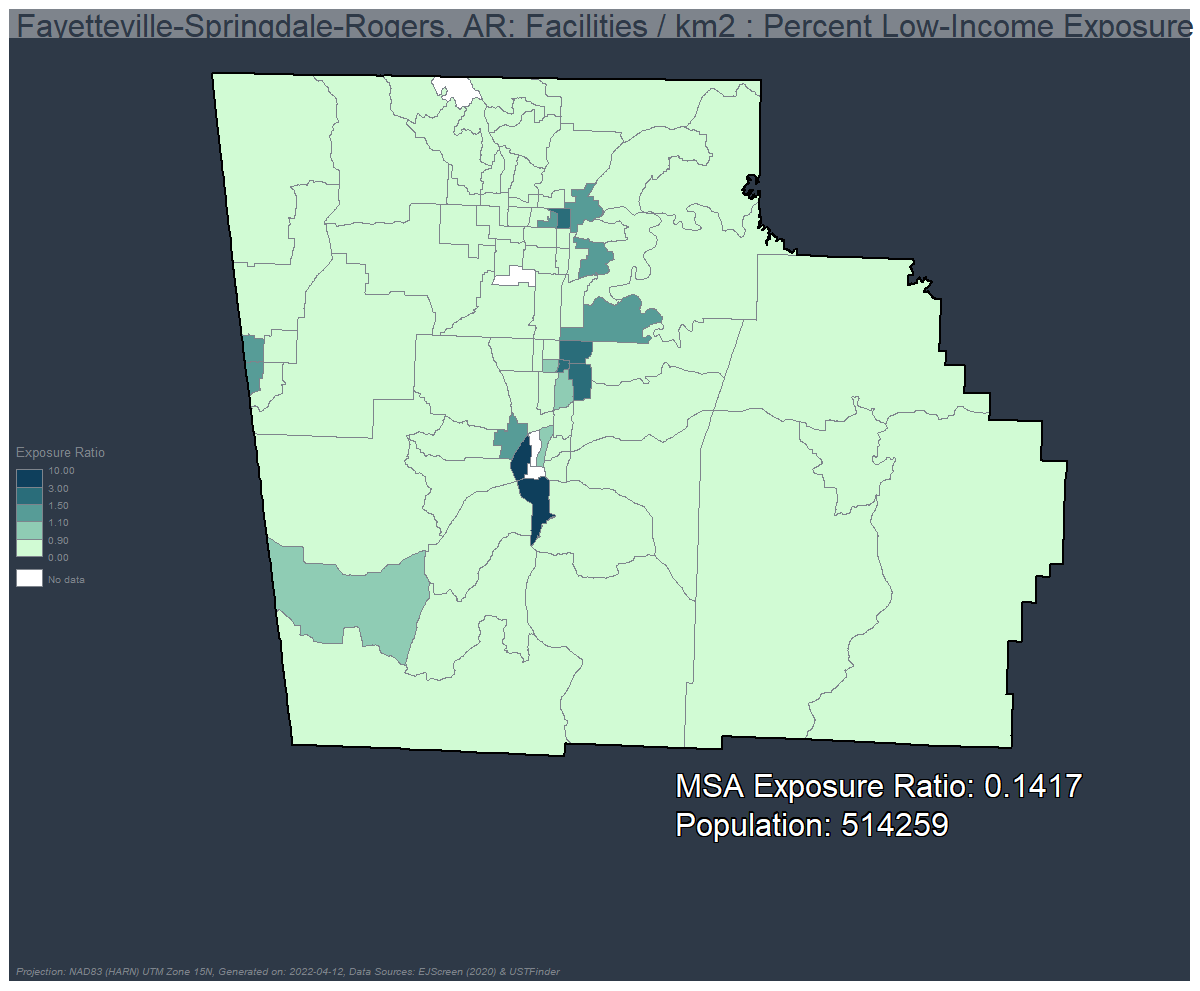 Fayetteville-Springdale-Rogers, AR: Facilities / km2 : Percent Low-Income Exposure
Exposure Ratio
10.00
3.00
1.50
1.10
0.90
0.00
No data
MSA Exposure Ratio: 0.1417
Population: 514259
Projection: NAD83 (HARN) UTM Zone 15N, Generated on: 2022-04-12, Data Sources: EJScreen (2020) & USTFinder